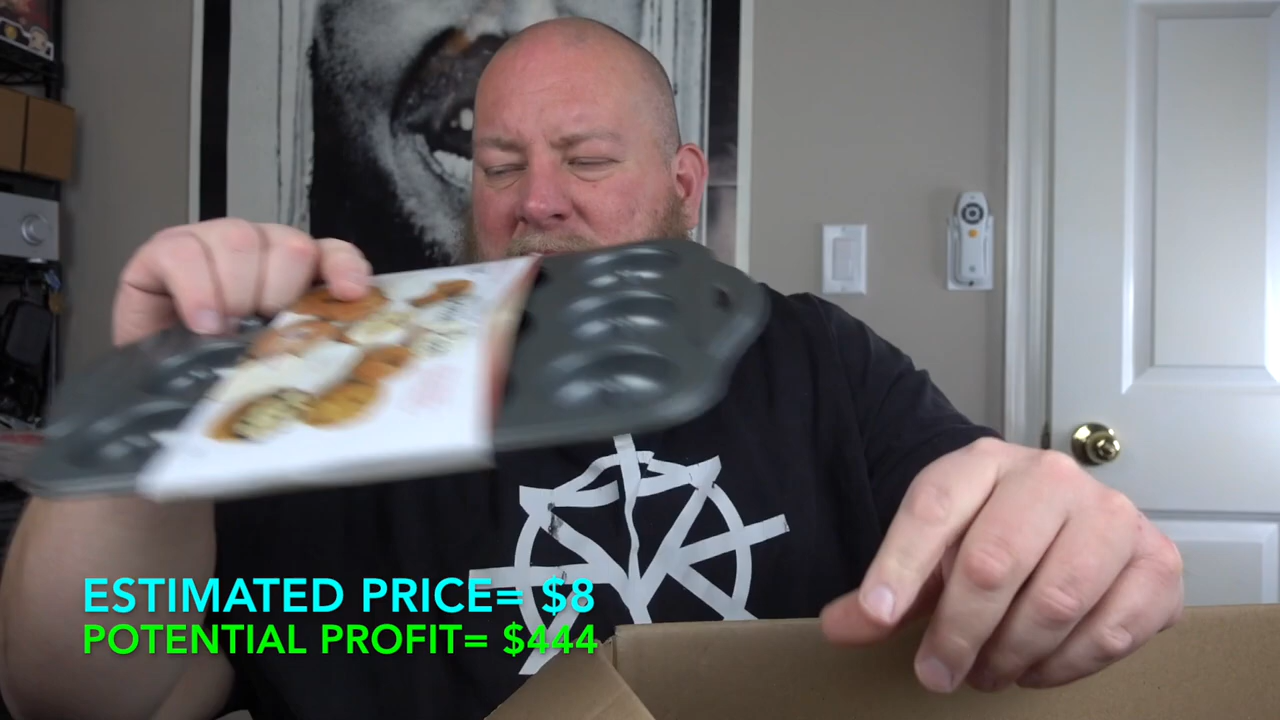 ESTIMATED PRICE= $8
POTENTIAL PROFIT= $444